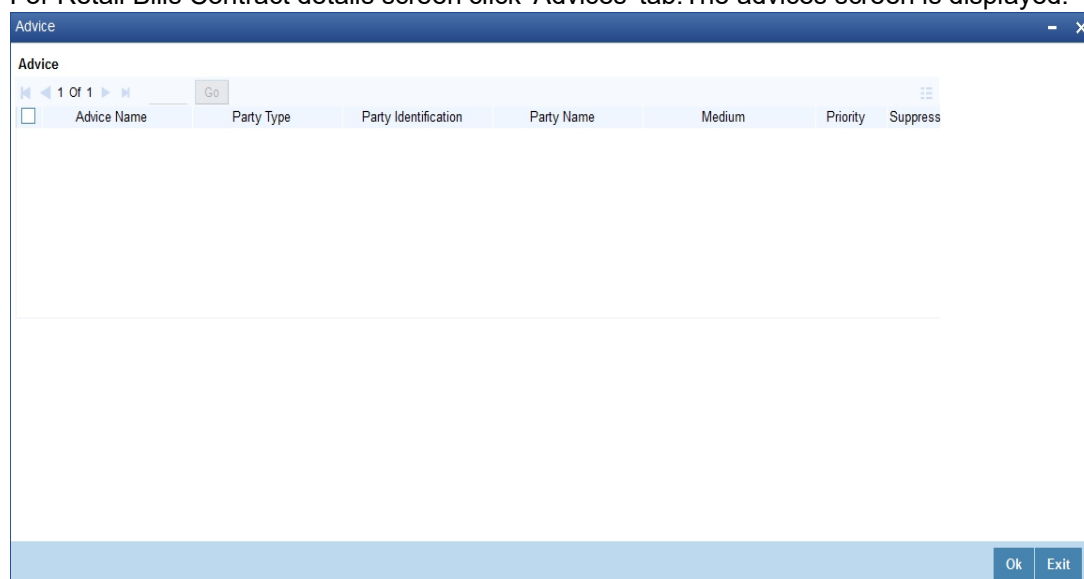 For Retail Bills Contract details screen click 'Advices' tab.The advices screen is displayed.
Advice
Advice
1 Of 1 Go
Advice Name Party Type Party Identification Party Name Medium Priority Suppress
Ok Exit